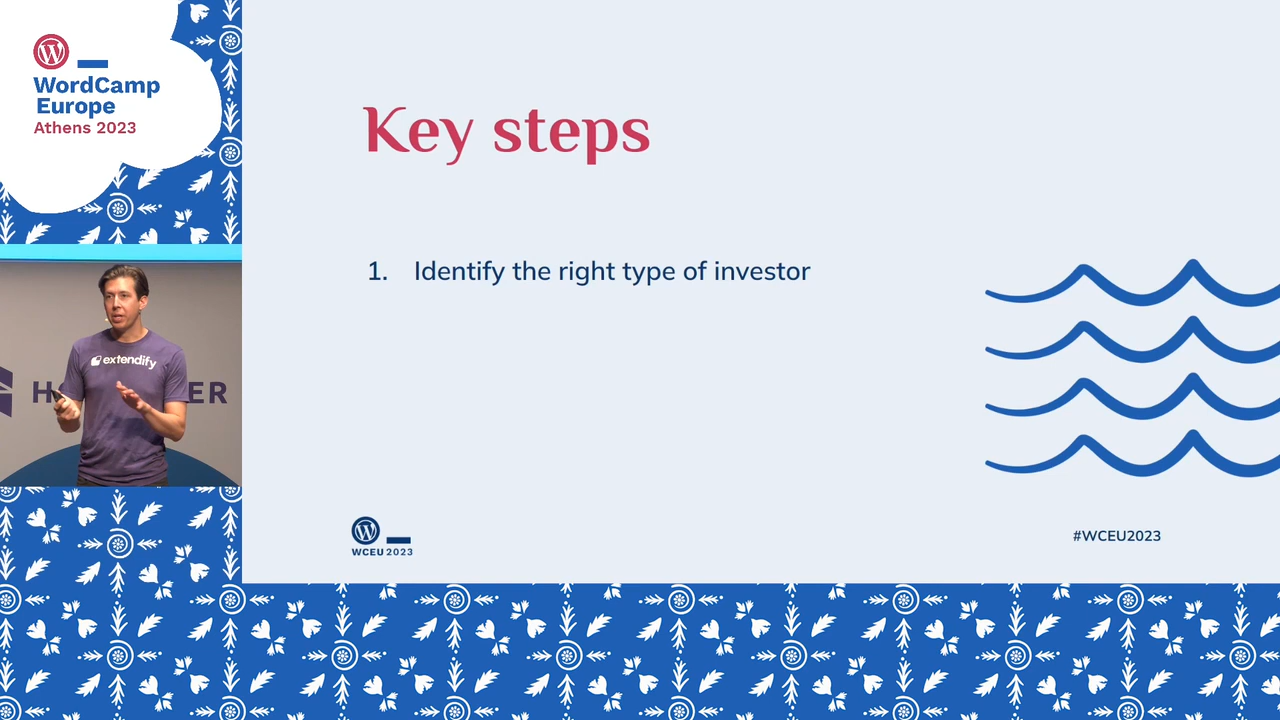 WordCamp
Europe
Athens 2023
Key steps
1. Identify the right type of investor
extendify
WCEU 2023
#WCEU2023